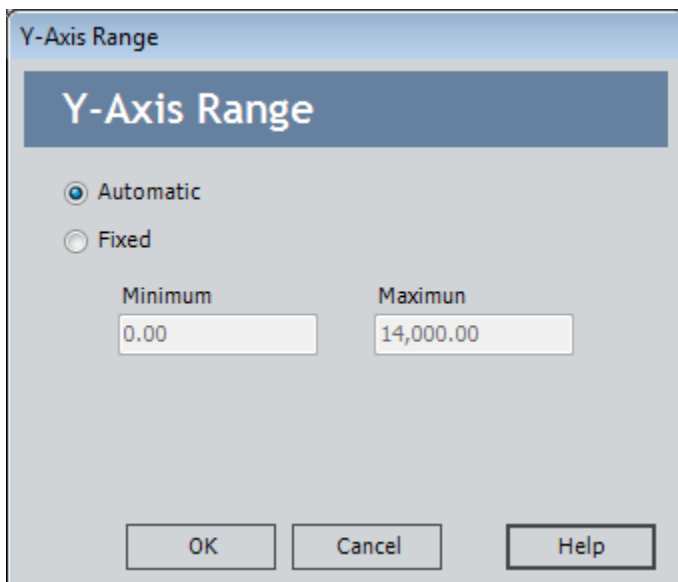 Y-Axis Range
Y-Axis Range
Automatic
Fixed
Minimum Maximun
0.00 14,000.00
OK Cancel Help